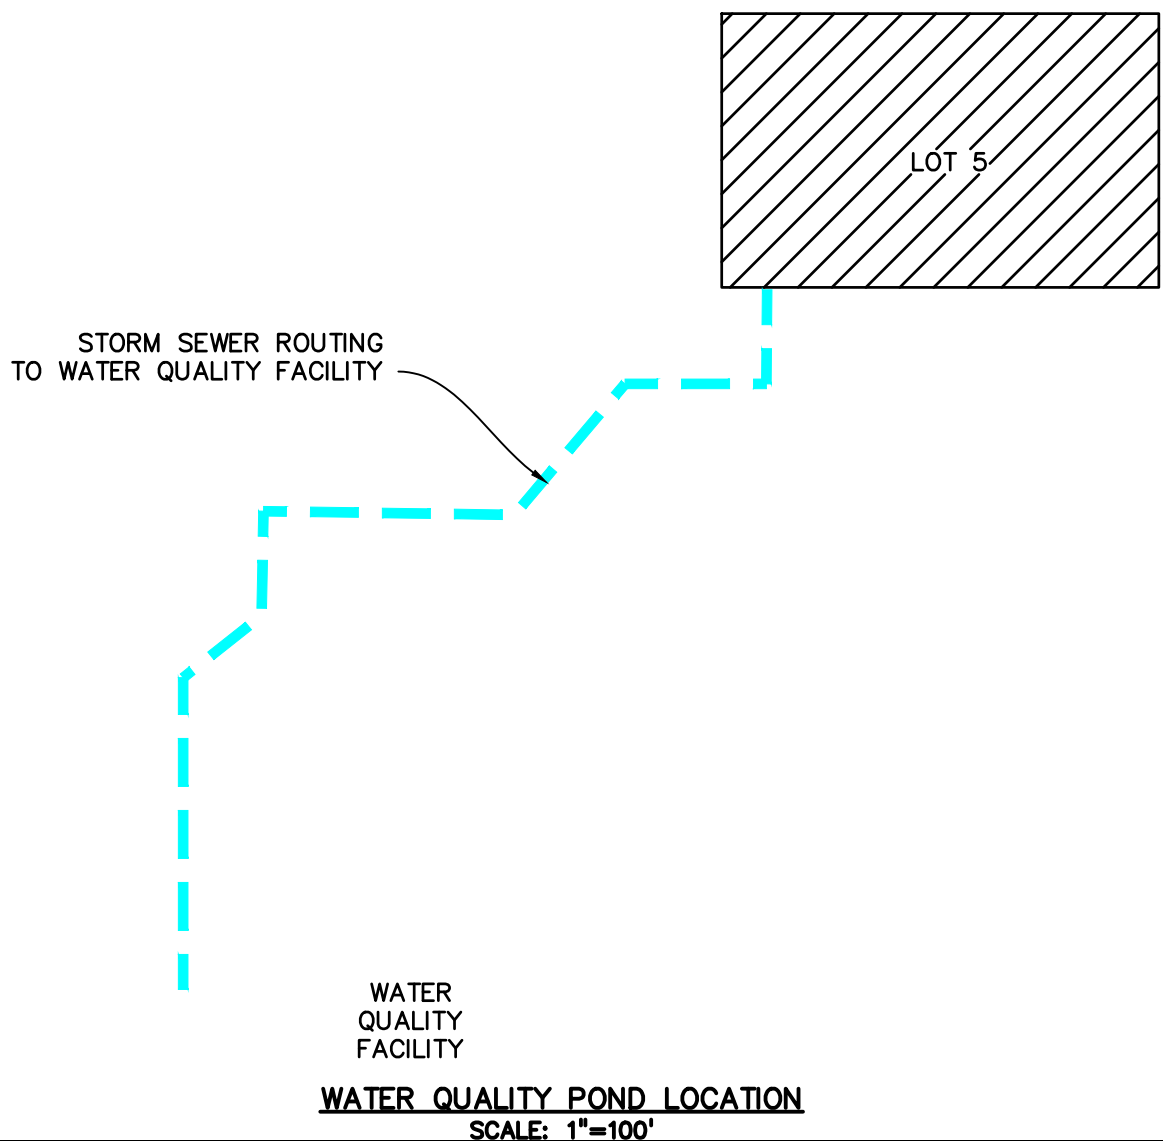 LOT 5
STORM SEWER ROUTING
TO WATER QUALITY FACILITY
WATER
QUALITY
FACILITY
WATER QUALITY POND LOCATION
SCALE: 1"=100'